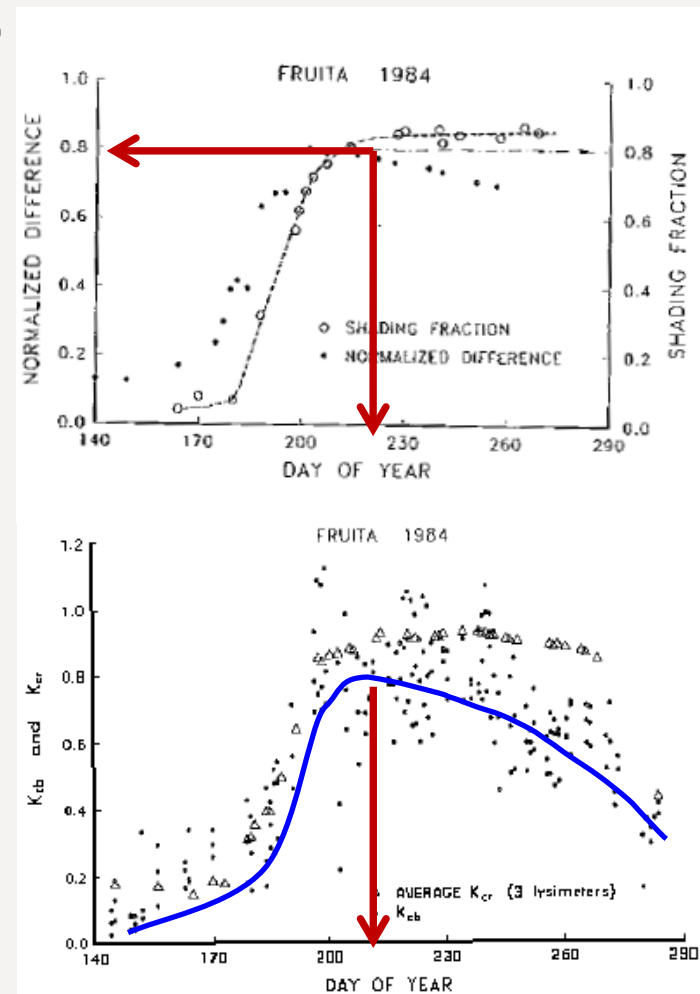 FRUITA 1984
NORMALIZED DIFFERENCE
1.0
0.8
0.6
0.4
0.2
0.0
1.0
0.8
0.6
0.4
0.2
0.0
SHADING FRACTION
○ SHADING FRACTION
• NORMALIZED DIFFERENCE
140 170 200 230 260 290
DAY OF YEAR
FRUITA 1984
Kcb and Kcr
1.2
1.0
0.8
0.6
0.4
0.2
0.0
△ AVERAGE Kcr (3 lysimeters)
Kcb
140 170 200 230 260 290
DAY OF YEAR